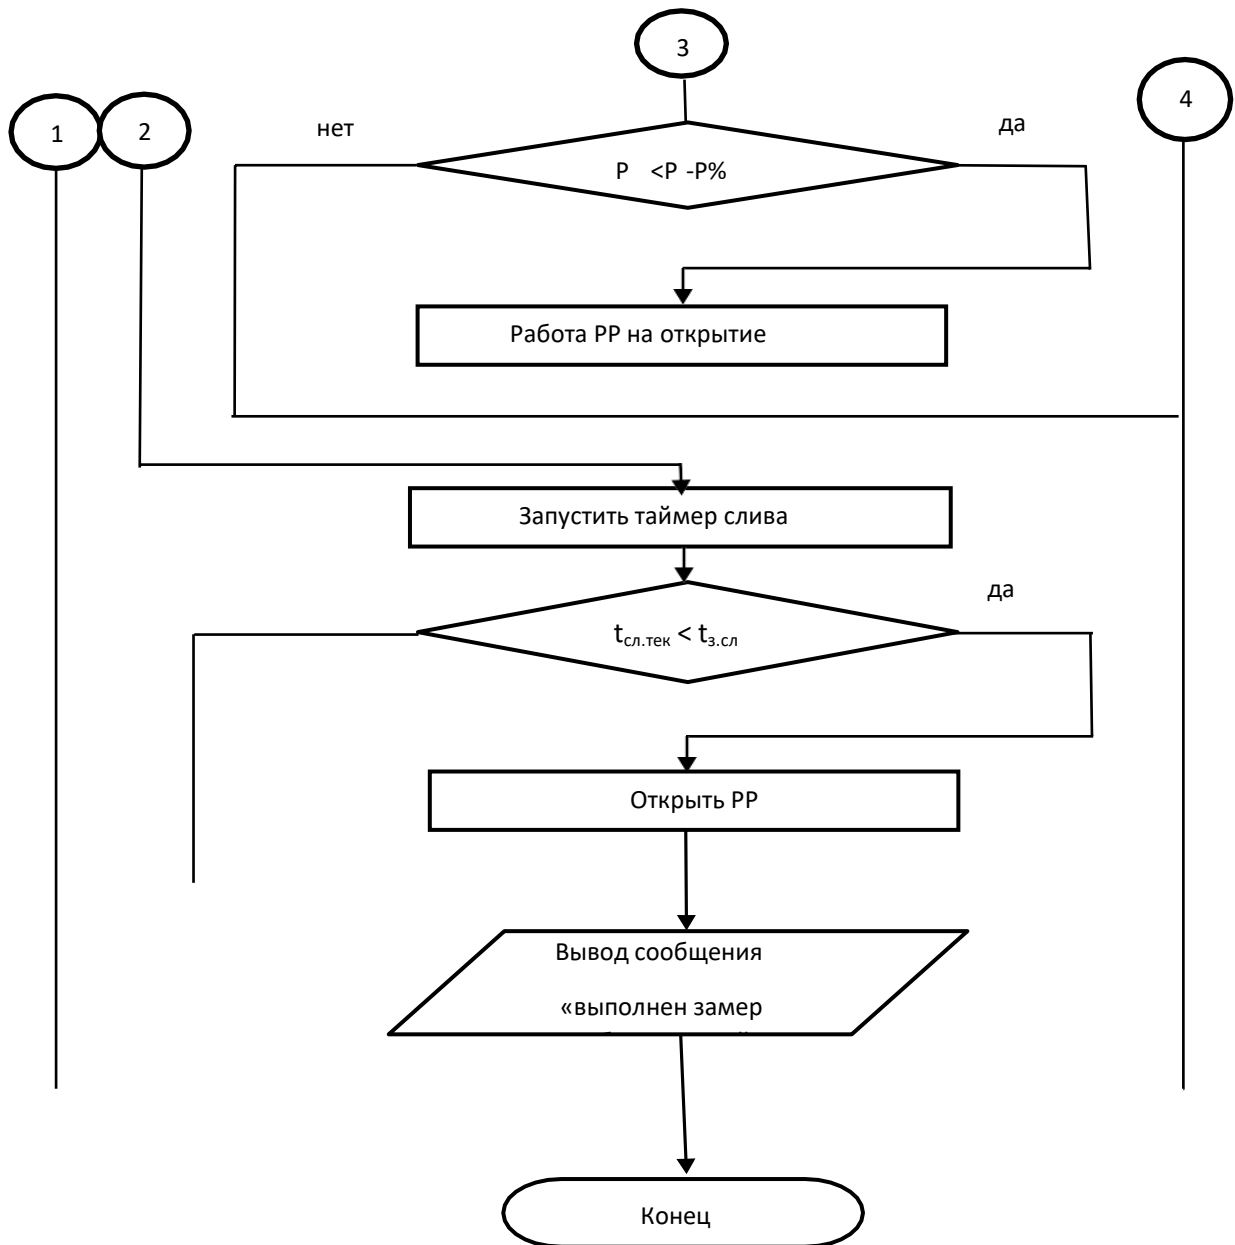 3
4
1
2
нет
да
P <P -P%
Работа РР на открытие
Запустить таймер слива
да
tсл.тек < tз.сл
Открыть РР
Вывод сообщения
«выполнен замер
Конец